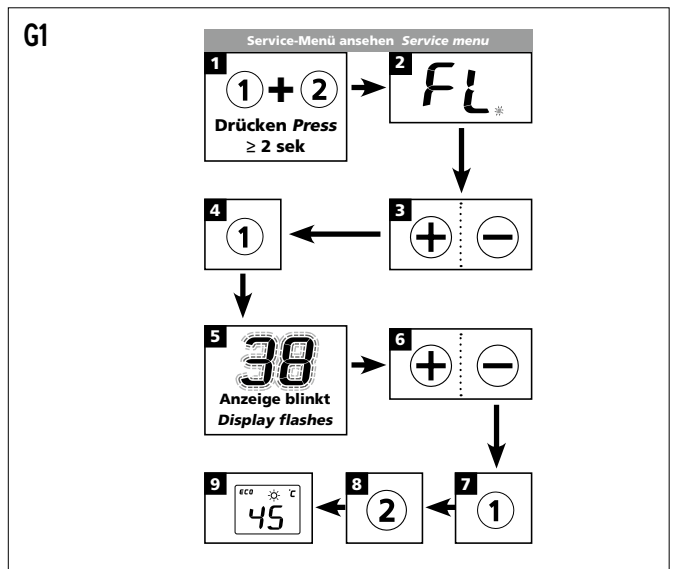 G1
Service-Menü ansehen Service menu
1
1 + 2
Drücken Press
≥ 2 sek
2
FL
3
+ −
4
1
5
38
Anzeige blinkt
Display flashes
6
+ −
7
1
8
2
9
eco °C
45